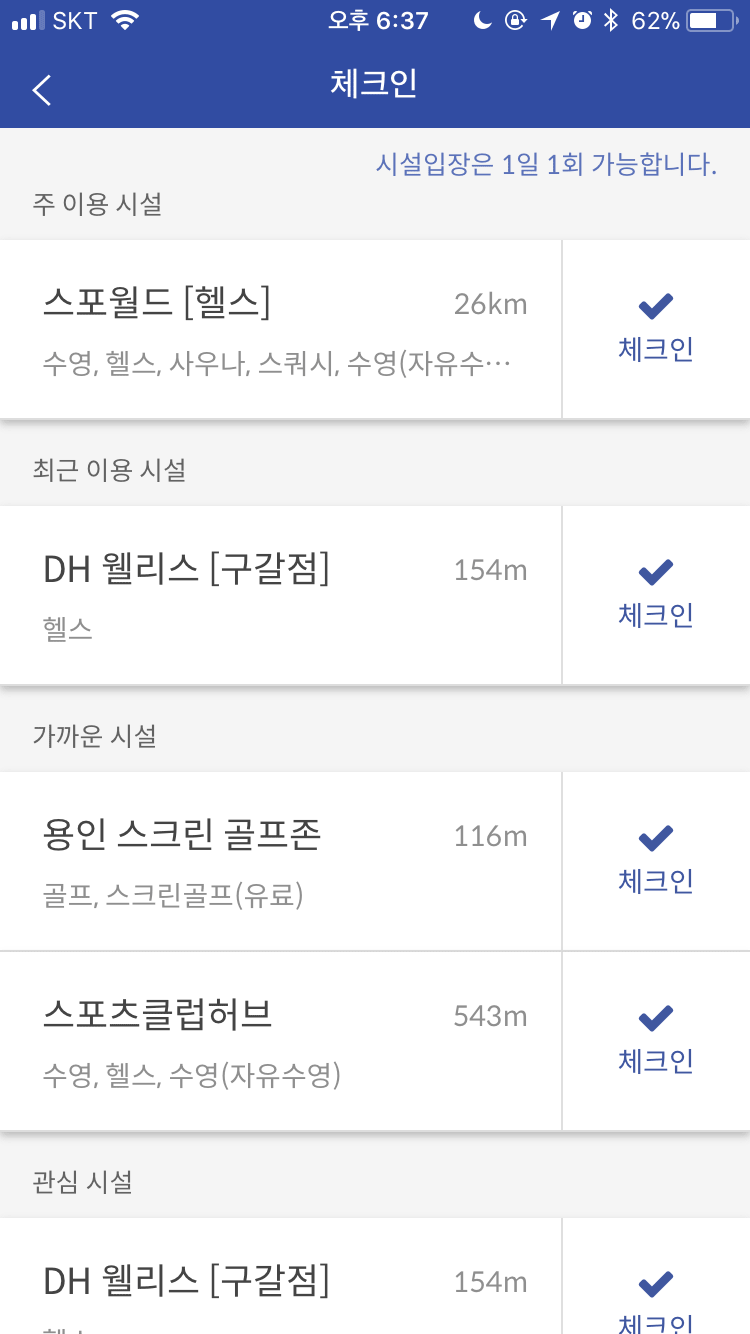 SKT 오후 6:37 62%
체크인
시설입장은 1일 1회 가능합니다.
주 이용 시설
스포월드 [헬스] 26km
수영, 헬스, 사우나, 스쿼시, 수영(자유수…
체크인
최근 이용 시설
DH 웰리스 [구갈점] 154m
헬스
체크인
가까운 시설
용인 스크린 골프존 116m
골프, 스크린골프(유료)
체크인
스포츠클럽허브 543m
수영, 헬스, 수영(자유수영)
체크인
관심 시설
DH 웰리스 [구갈점] 154m
체크인